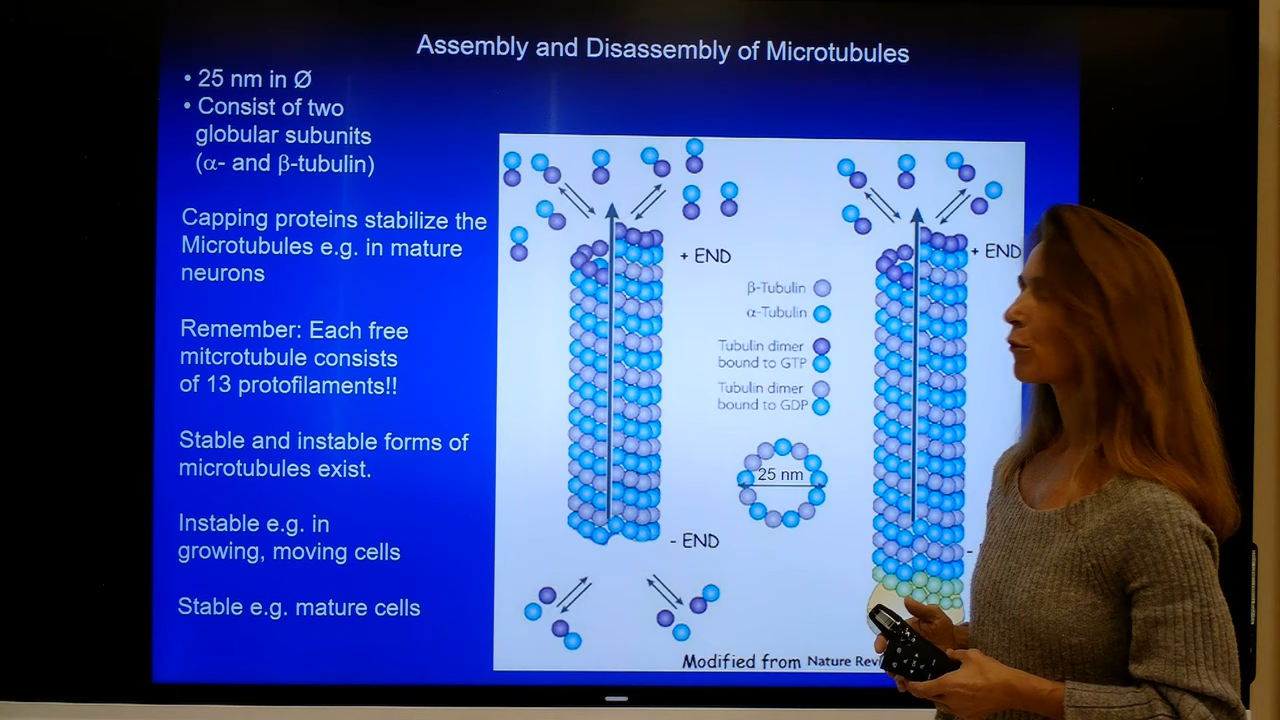 Assembly and Disassembly of Microtubules
• 25 nm in Ø
• Consist of two
globular subunits
(α- and β-tubulin)
Capping proteins stabilize the
Microtubules e.g. in mature
neurons
Remember: Each free
mitcrotubule consists
of 13 protofilaments!!
Stable and instable forms of
microtubules exist.
Instable e.g. in
growing, moving cells
Stable e.g. mature cells
+ END
+ END
β-Tubulin
α-Tubulin
Tubulin dimer
bound to GTP
Tubulin dimer
bound to GDP
25 nm
- END
-
Modified from Nature Revi